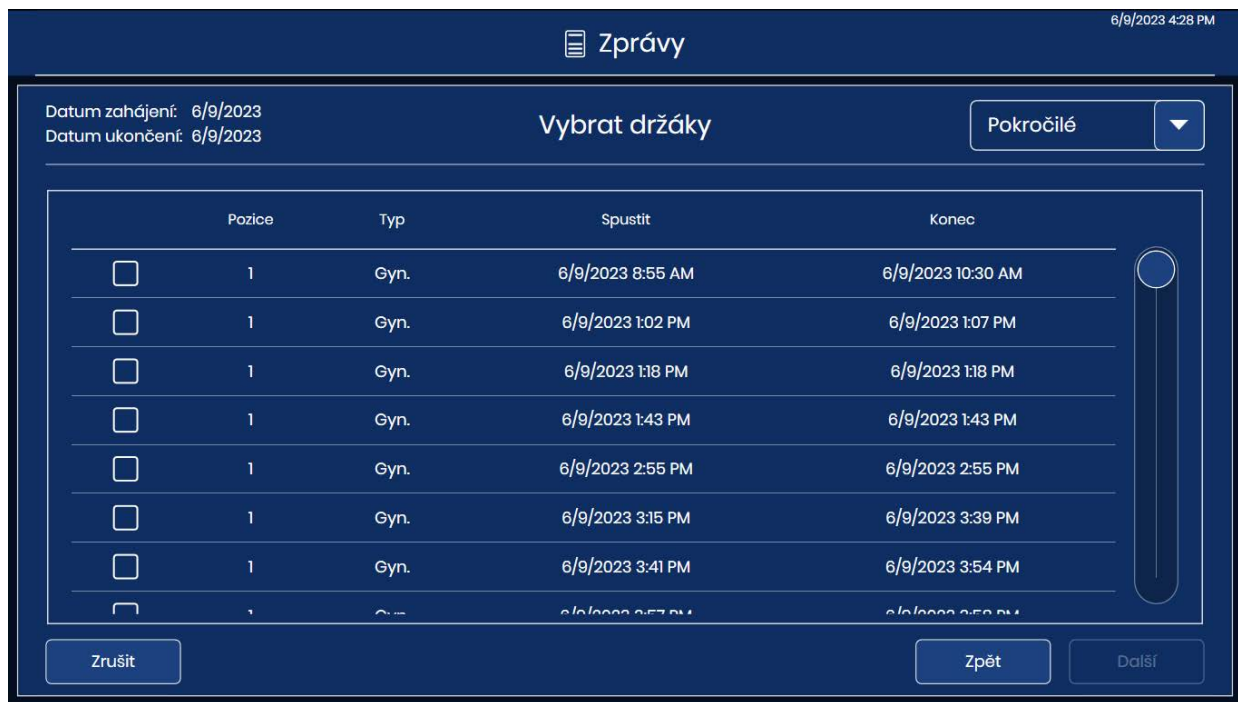 6/9/2023 4:28 PM
Zprávy
Datum zahájení: 6/9/2023
Datum ukončení: 6/9/2023
Vybrat držáky
Pokročilé
Pozice Typ Spustit Konec
1 Gyn. 6/9/2023 8:55 AM 6/9/2023 10:30 AM
1 Gyn. 6/9/2023 1:02 PM 6/9/2023 1:07 PM
1 Gyn. 6/9/2023 1:18 PM 6/9/2023 1:18 PM
1 Gyn. 6/9/2023 1:43 PM 6/9/2023 1:43 PM
1 Gyn. 6/9/2023 2:55 PM 6/9/2023 2:55 PM
1 Gyn. 6/9/2023 3:15 PM 6/9/2023 3:39 PM
1 Gyn. 6/9/2023 3:41 PM 6/9/2023 3:54 PM
Zrušit Zpět Další